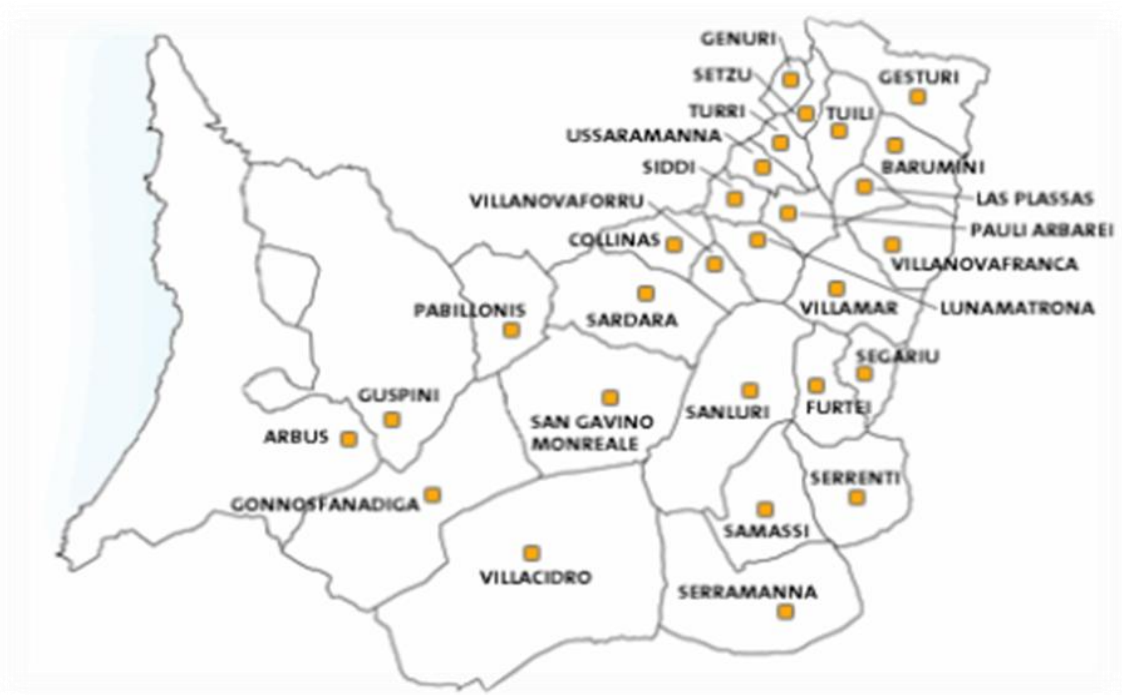 GENURI
SETZU
GESTURI
TURRI
TUILI
USSARAMANNA
SIDDI
BARUMINI
VILLANOVAFORRU
LAS PLASSAS
PAULI ARBAREI
COLLINAS
VILLANOVAFRANCA
PABILLONIS
SARDARA
VILLAMAR
LUNAMATRONA
SEGARIU
GUSPINI
FURTEI
SANLURI
SAN GAVINO
MONREALE
ARBUS
SERRENTI
GONNOSFANADIGA
SAMASSI
VILLACIDRO
SERRAMANNA